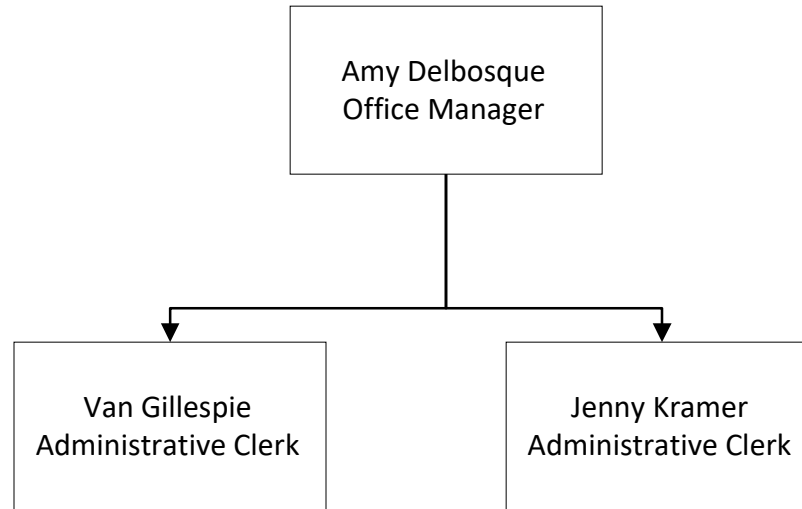 Amy Delbosque
Office Manager
Van Gillespie
Administrative Clerk
Jenny Kramer
Administrative Clerk